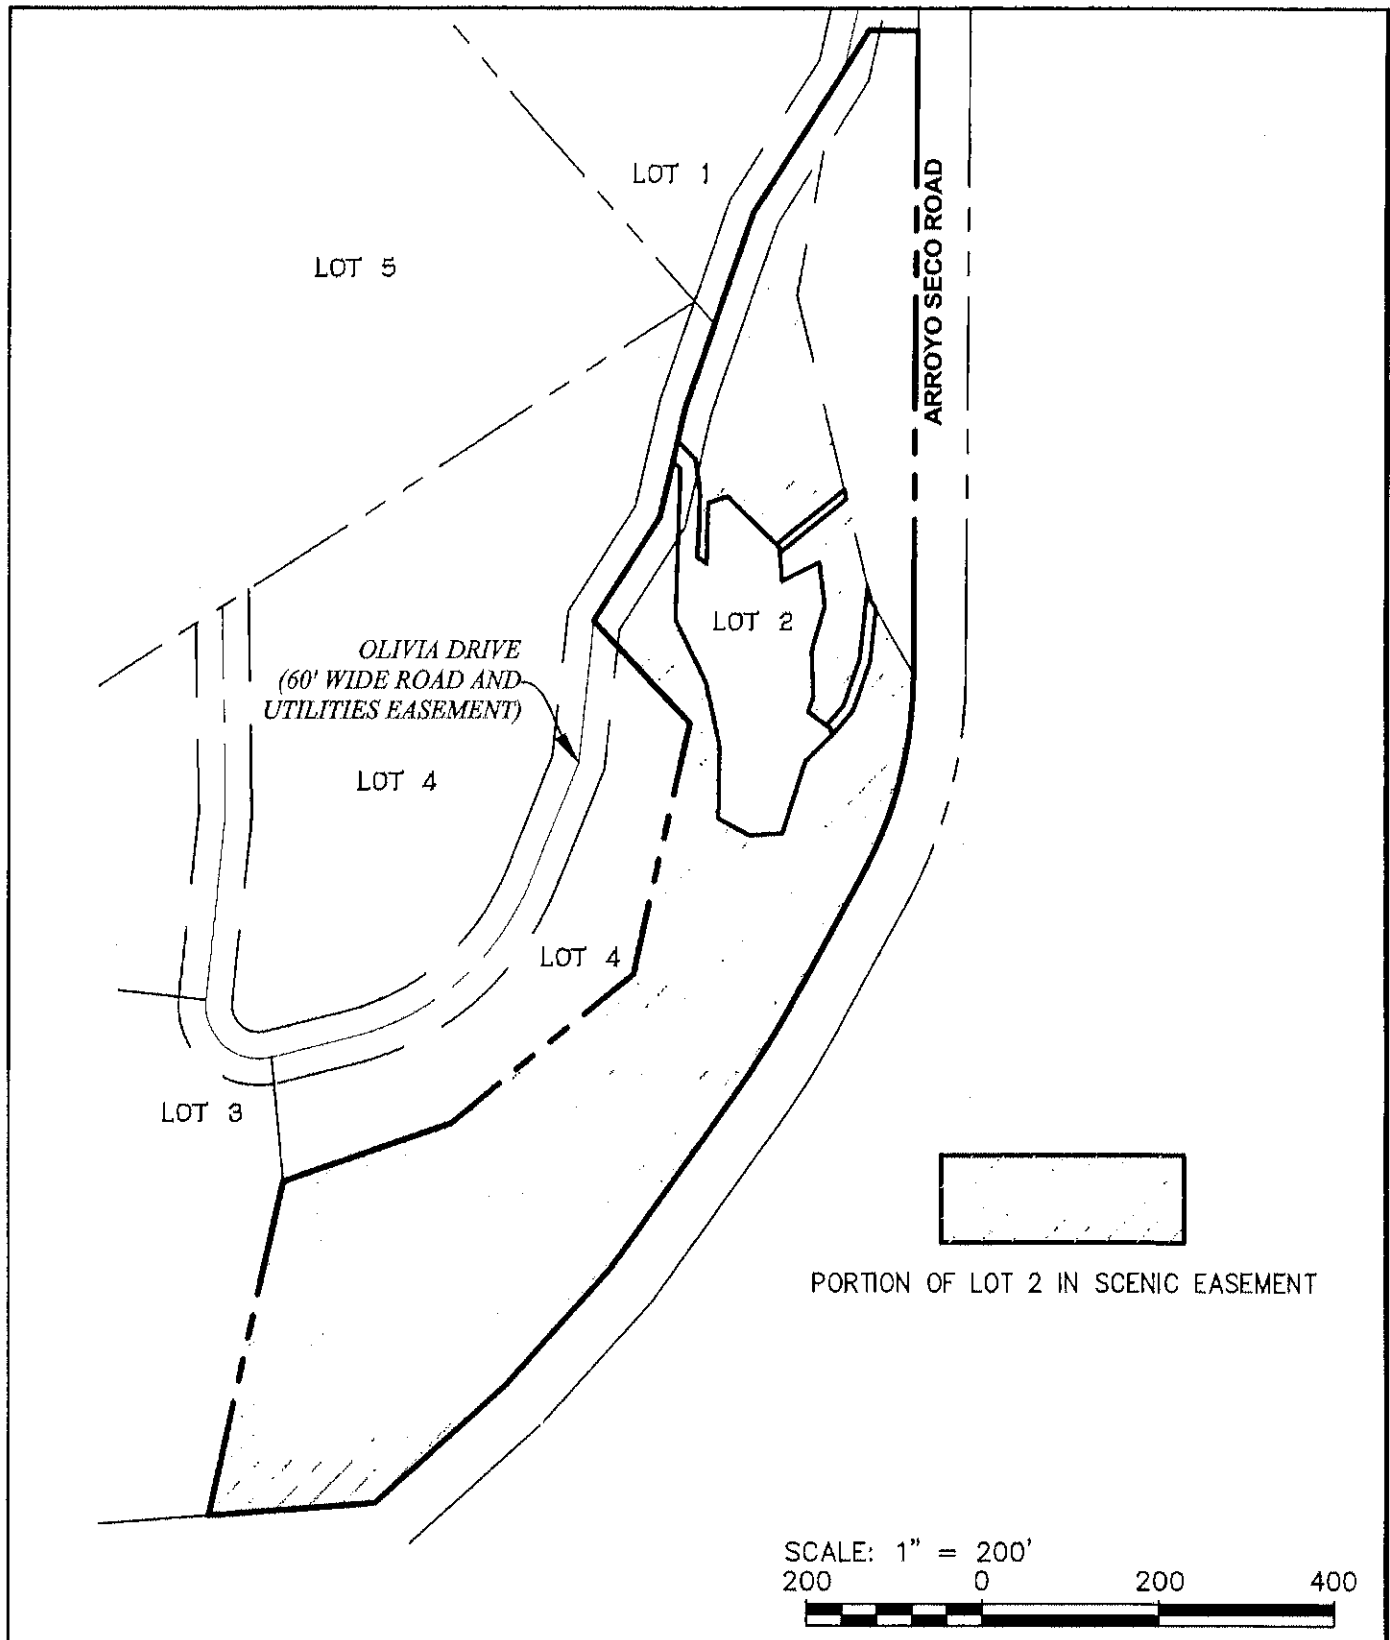 LOT 1
ARROYO SECO ROAD
LOT 5
LOT 2
OLIVIA DRIVE
(60' WIDE ROAD AND
UTILITIES EASEMENT)
LOT 4
LOT 4
LOT 3
PORTION OF LOT 2 IN SCENIC EASEMENT
SCALE: 1" = 200'
200 0 200 400